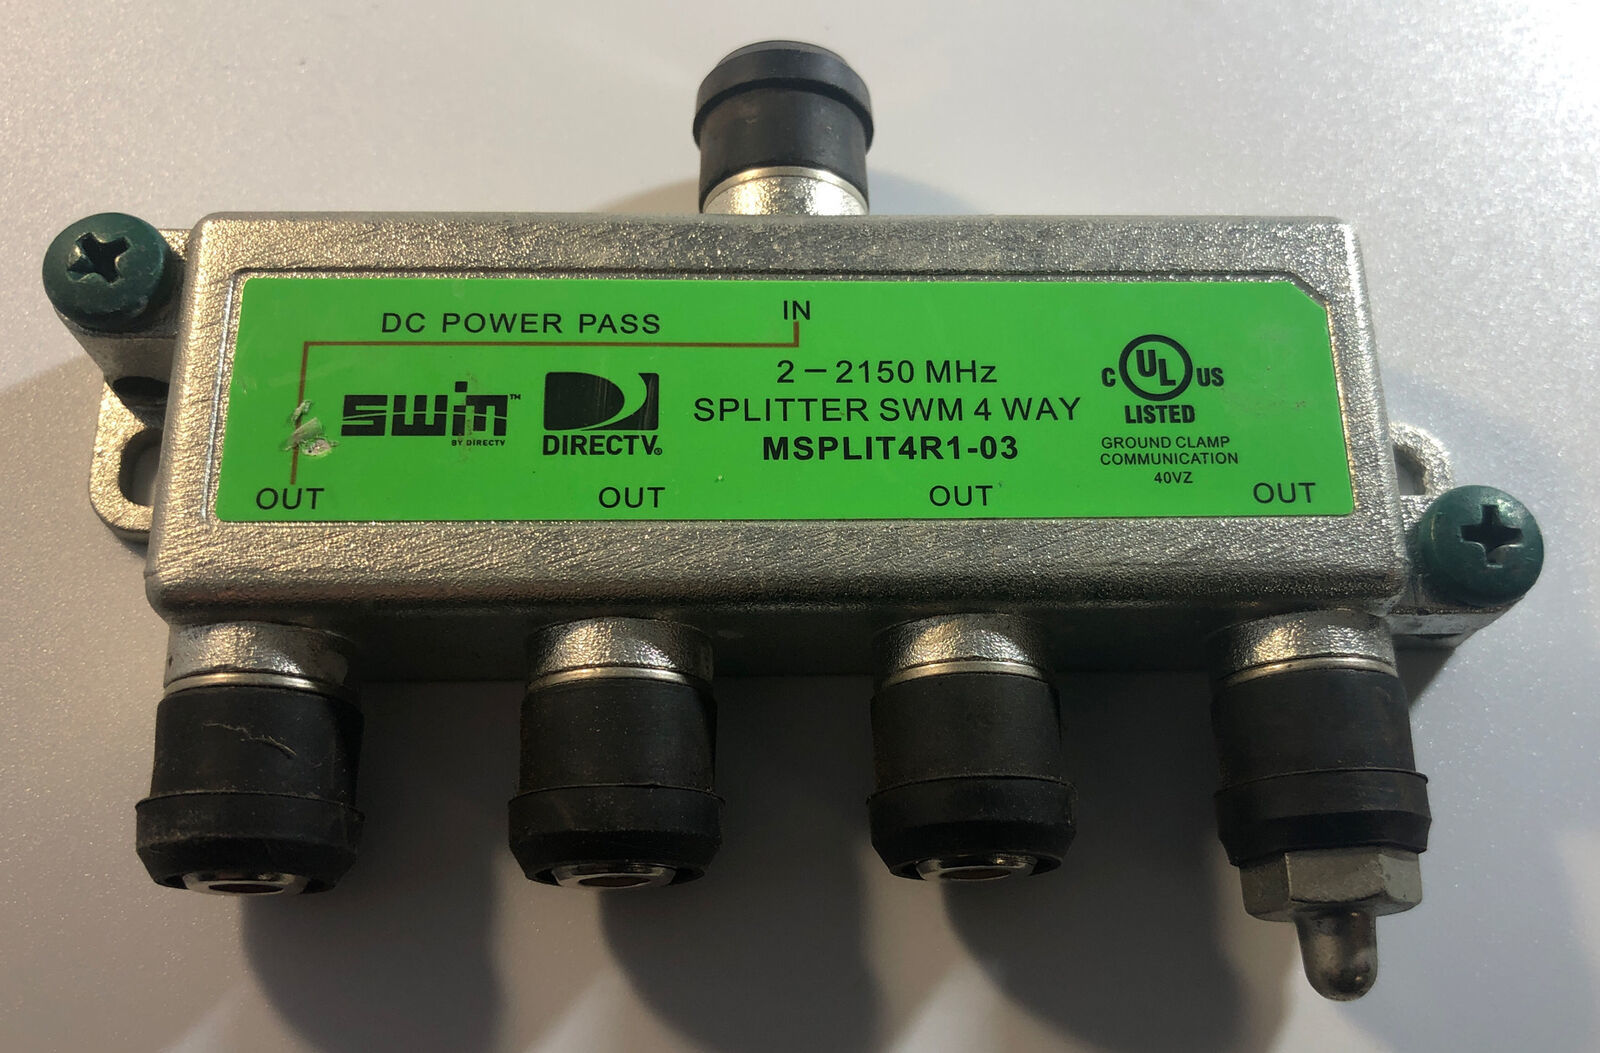 DC POWER PASS
IN
SWiM™
BY DIRECTV
DIRECTV®
2-2150 MHz
SPLITTER SWM 4 WAY
MSPLIT4R1-03
C UL US
LISTED
GROUND CLAMP
COMMUNICATION
40VZ
OUT
OUT
OUT
OUT